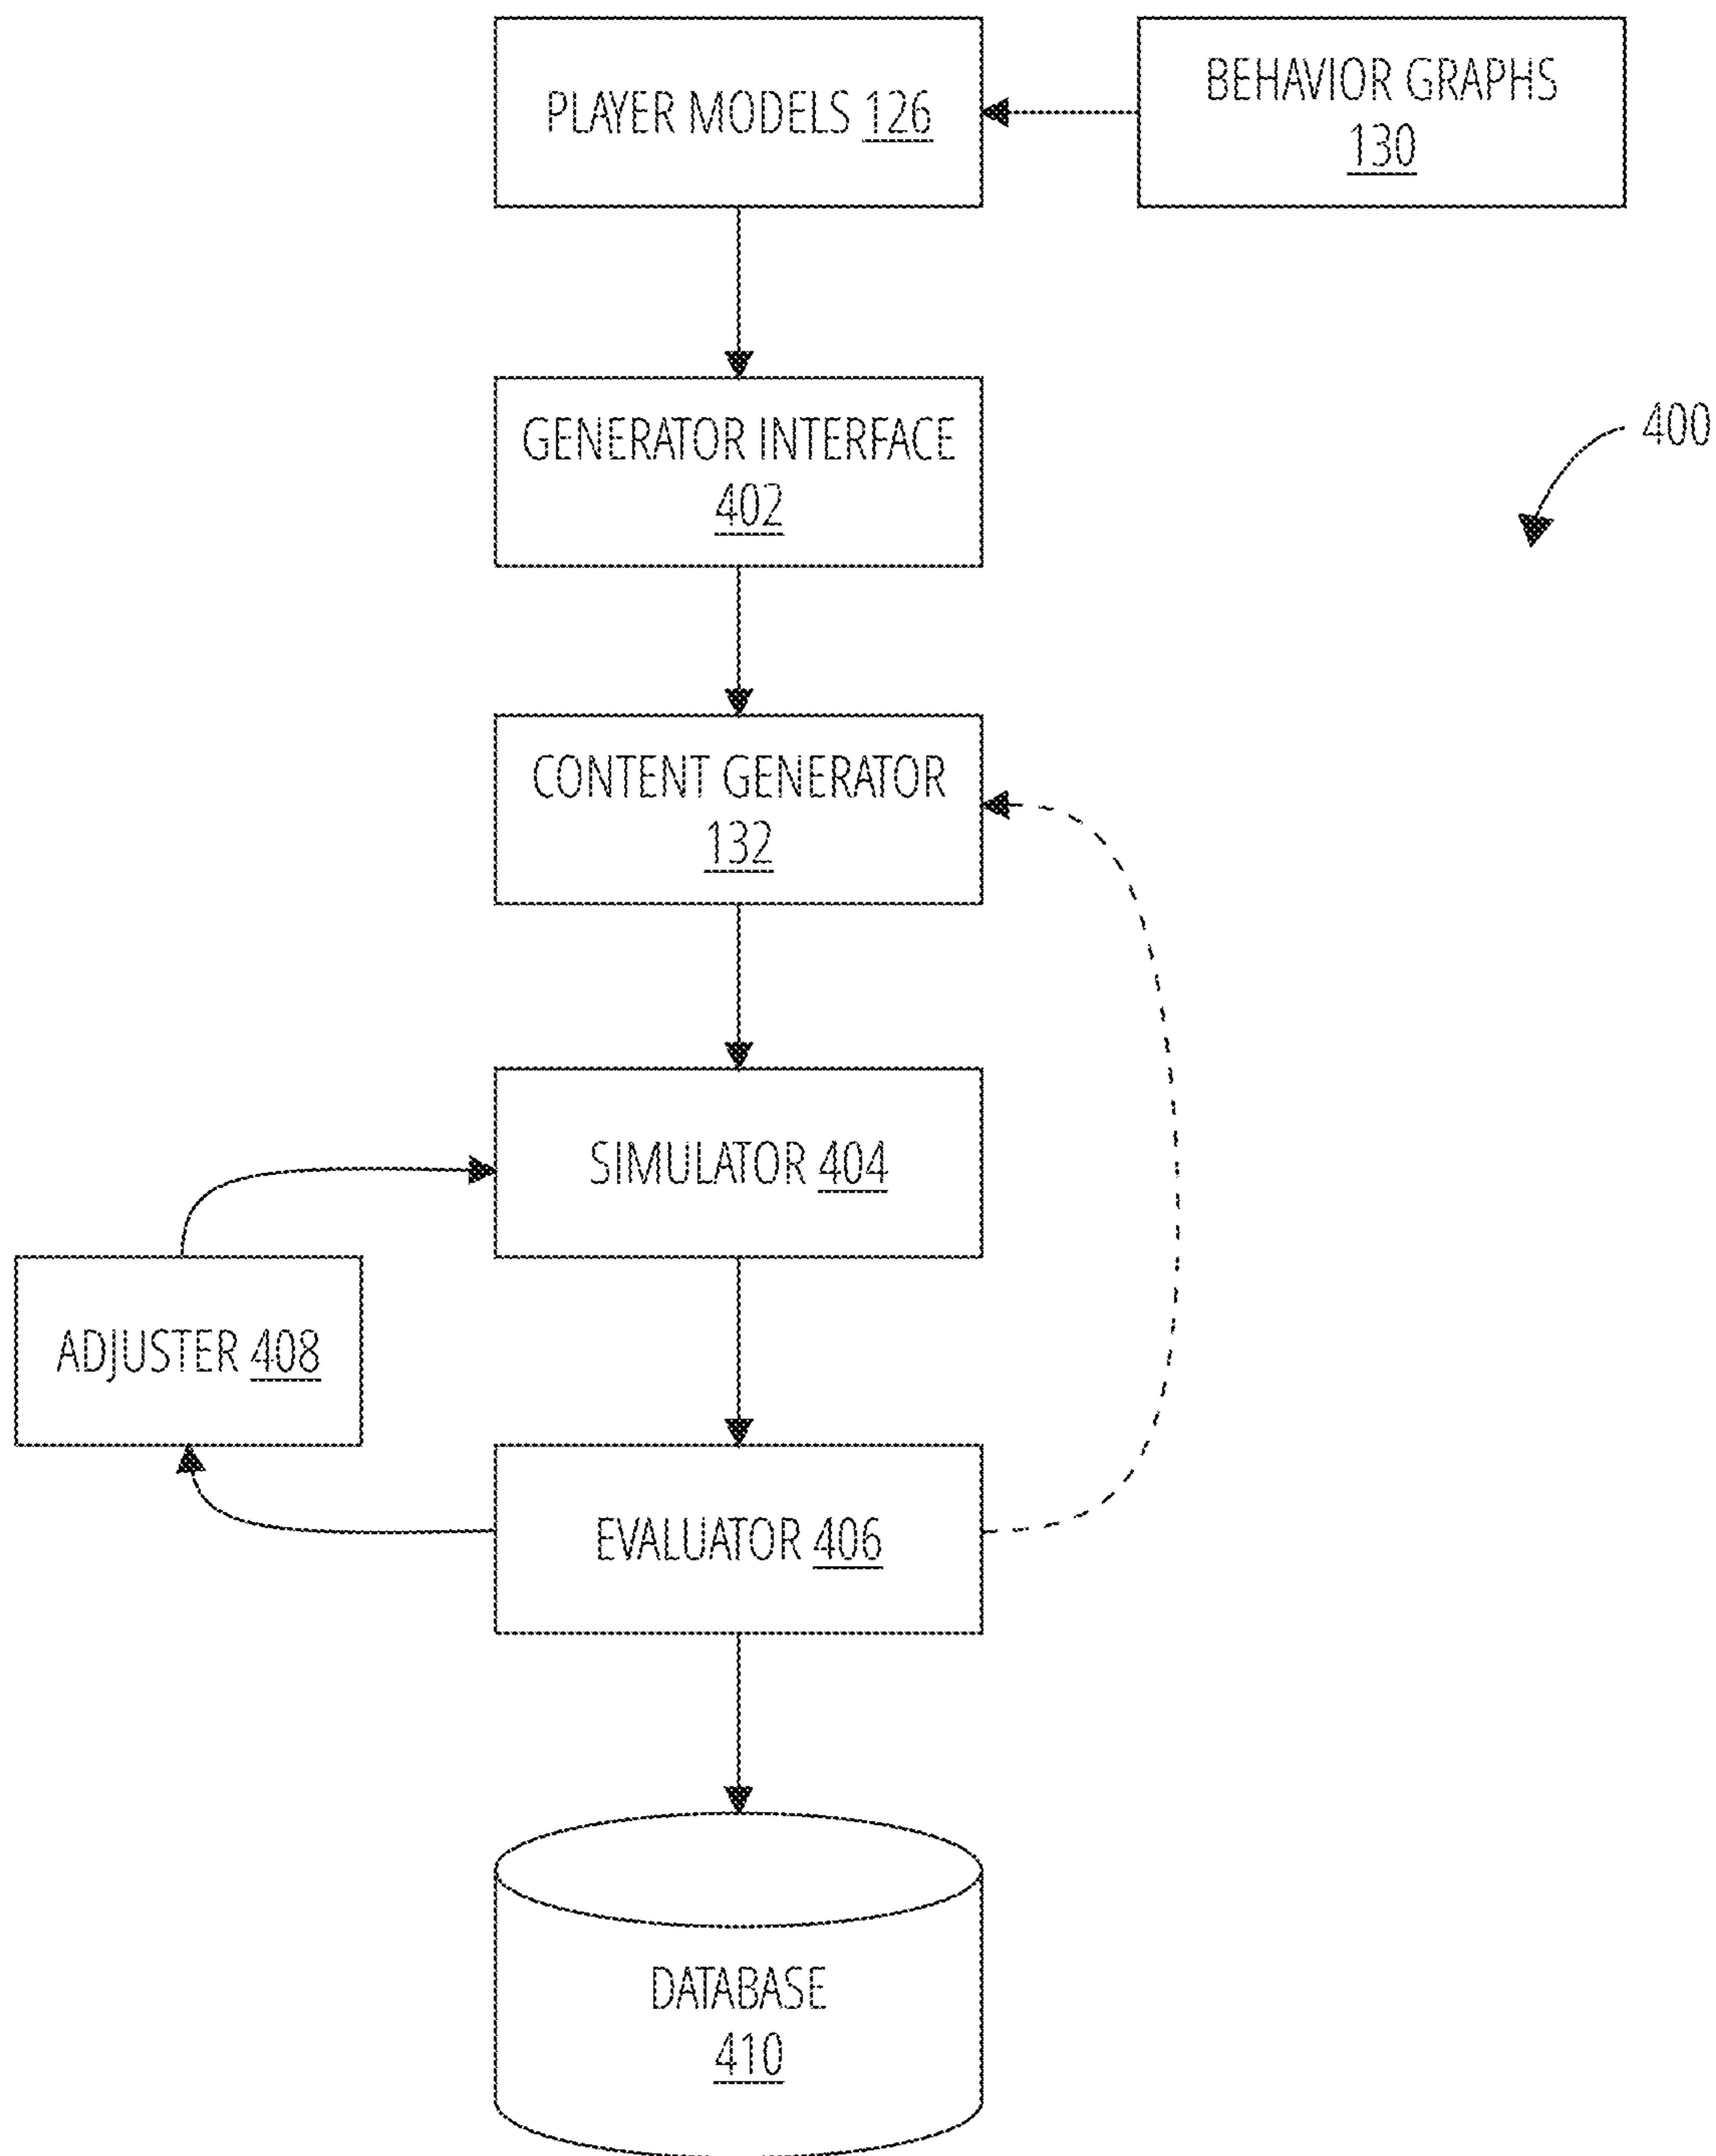 PLAYER MODELS 126
BEHAVIOR GRAPHS
130
GENERATOR INTERFACE
402
400
CONTENT GENERATOR
132
SIMULATOR 404
ADJUSTER 408
EVALUATOR 406
DATABASE
410